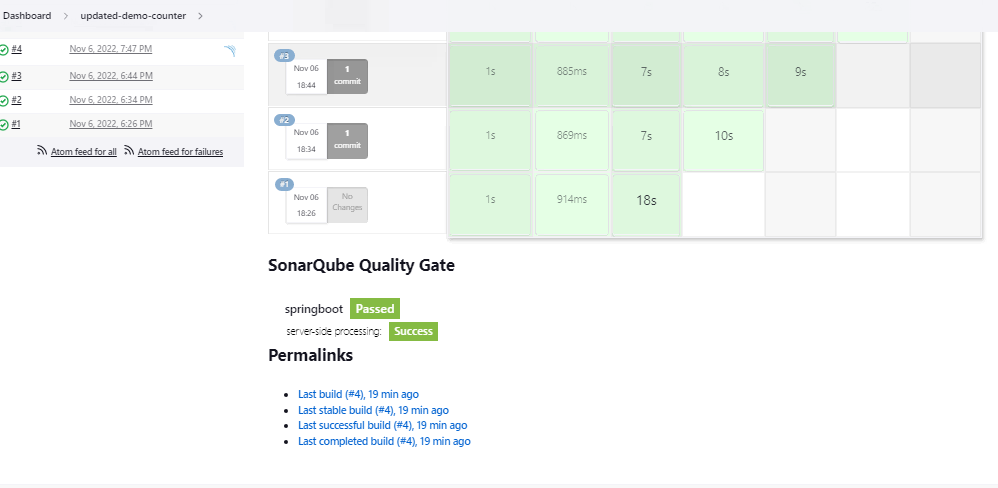 Dashboard > updated-demo-counter >
#4 Nov 6, 2022, 7:47 PM
#3 Nov 6, 2022, 6:44 PM
#2 Nov 6, 2022, 6:34 PM
#1 Nov 6, 2022, 6:26 PM
Atom feed for all Atom feed for failures
#3
Nov 06
18:44
1
commit
1s 885ms 7s 8s 9s
#2
Nov 06
18:34
1
commit
1s 869ms 7s 10s
#1
Nov 06
18:26
No
Changes
1s 914ms 18s
SonarQube Quality Gate
springboot Passed
server-side processing: Success
Permalinks
Last build (#4), 19 min ago
Last stable build (#4), 19 min ago
Last successful build (#4), 19 min ago
Last completed build (#4), 19 min ago